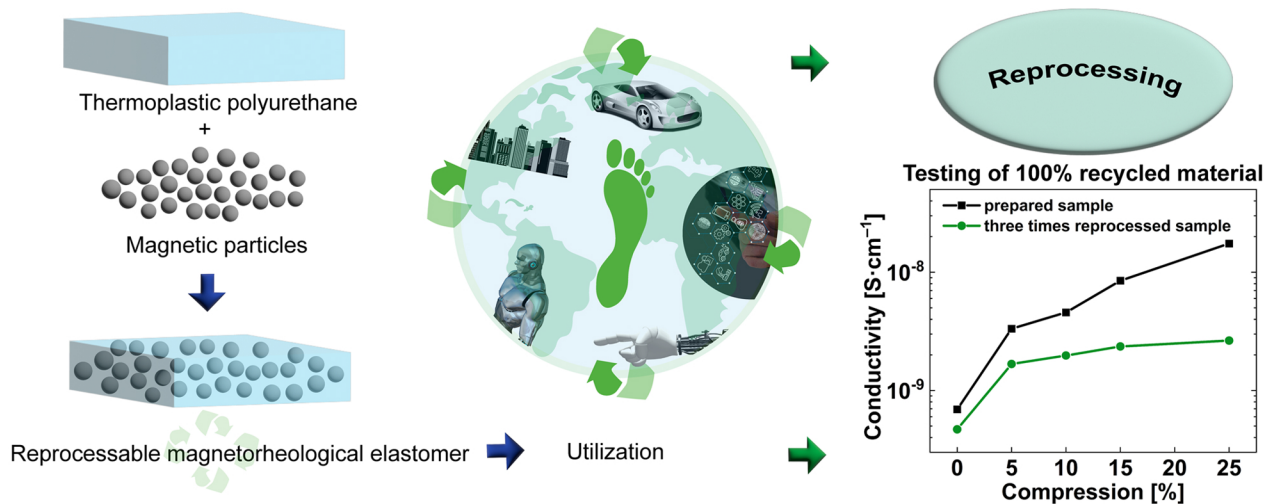 Thermoplastic polyurethane
+
Magnetic particles
Reprocessable magnetorheological elastomer
Utilization
Reprocessing
Testing of 100% recycled material
prepared sample
three times reprocessed sample
Conductivity [S·cm⁻¹]
10⁻⁸
10⁻⁹
0 5 10 15 20 25
Compression [%]